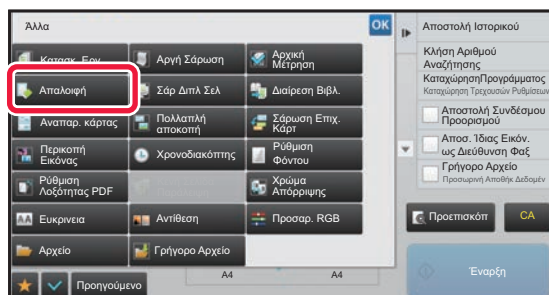 Άλλα
OK
Κατασκ. Εργ.
Αργή Σάρωση
Αρχική
Μέτρηση
Απαλοιφή
Σάρ Διπλ Σελ
Διαίρεση Βιβλ.
Αναπαρ. κάρτας
Πολλαπλή
αποκοπή
Σάρωση Επιχ.
Κάρτ
Περικοπή
Εικόνας
Χρονοδιακόπτης
Ρύθμιση
Φόντου
Ρύθμιση
Λοξότητας PDF
Χρώμα
Απόρριψης
Ευκρινεια
Αντίθεση
Προσαρ. RGB
Αρχείο
Γρήγορο Αρχείο
Προηγούμενο
A4
A4
Αποστολή Ιστορικού
Κλήση Αριθμού
Αναζήτησης
ΚαταχώρησηΠρογράμματος
Καταχώρηση Τρεχουσών Ρυθμίσεων
Αποστολή Συνδέσμου
Προορισμού
Αποσ. Ίδιας Εικόν.
ως Διεύθυνση Φαξ
Γρήγορο Αρχείο
Προσωρινή Αποθήκ Δεδομέν
Προεπισκόπ
CA
Έναρξη